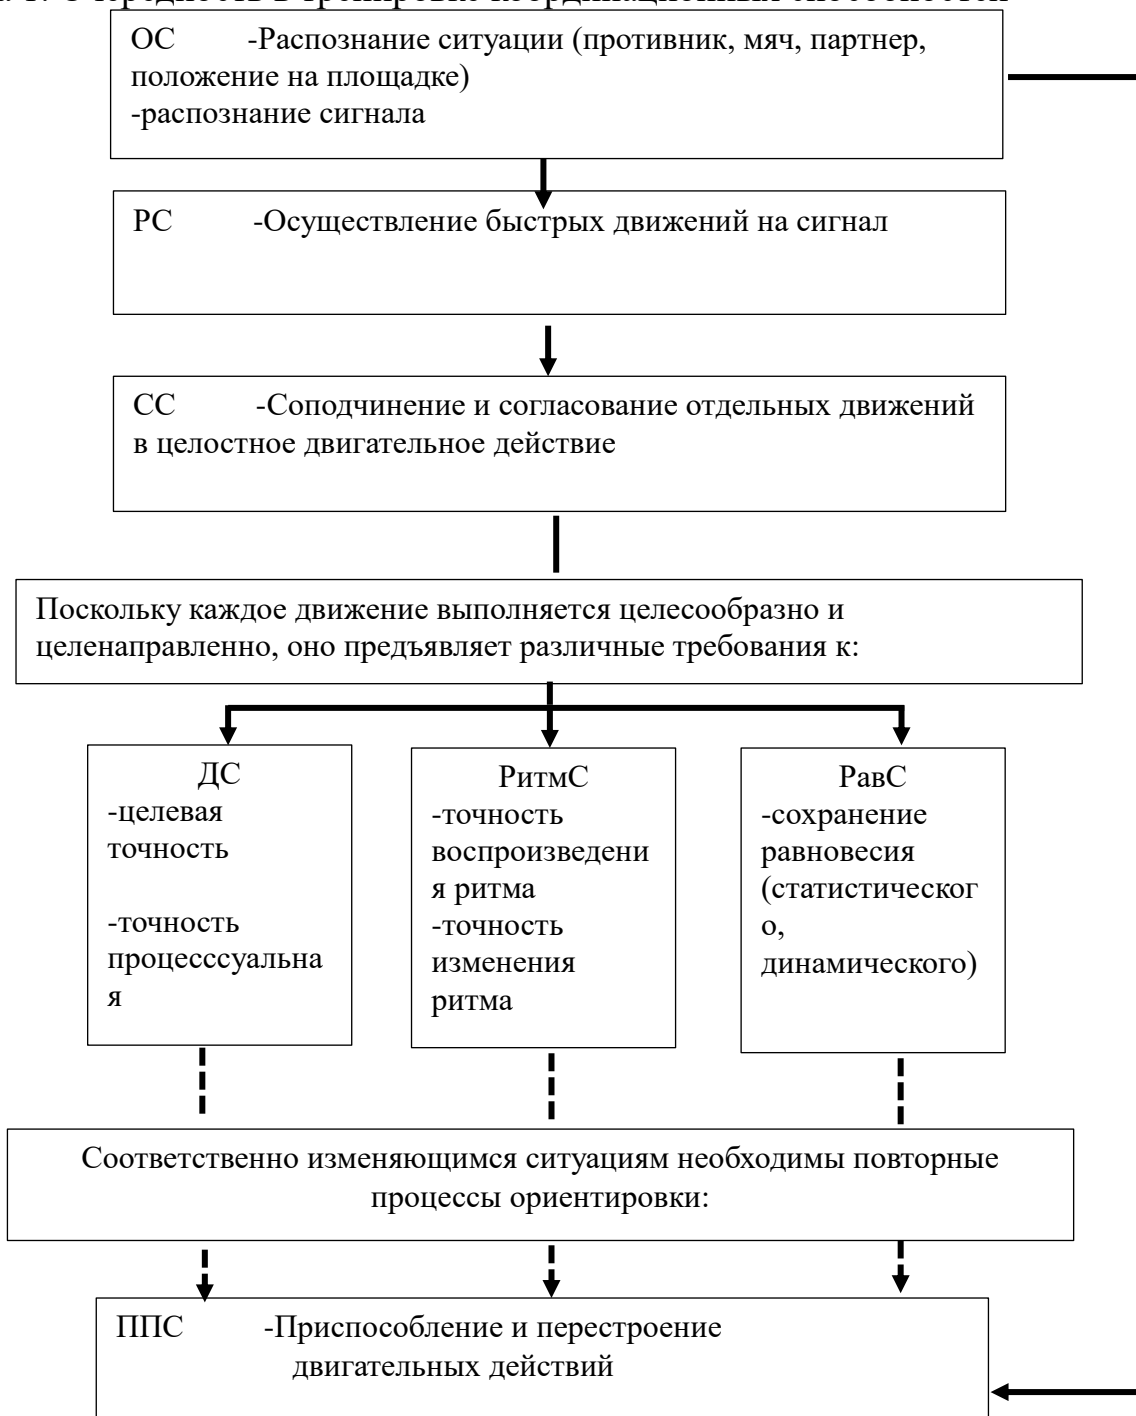 в тренировке координационных способностей
ОС -Распознание ситуации (противник, мяч, партнер,
положение на площадке)
-распознание сигнала
РС -Осуществление быстрых движений на сигнал
СС -Соподчинение и согласование отдельных движений
в целостное двигательное действие
Поскольку каждое движение выполняется целесообразно и
целенаправленно, оно предъявляет различные требования к:
ДС
-целевая
точность
-точность
процесссуальна
я
РитмС
-точность
воспроизведени
я ритма
-точность
изменения
ритма
РавС
-сохранение
равновесия
(статистическог
о,
динамического)
Соответственно изменяющимся ситуациям необходимы повторные
процессы ориентировки:
ППС -Приспособление и перестроение
двигательных действий